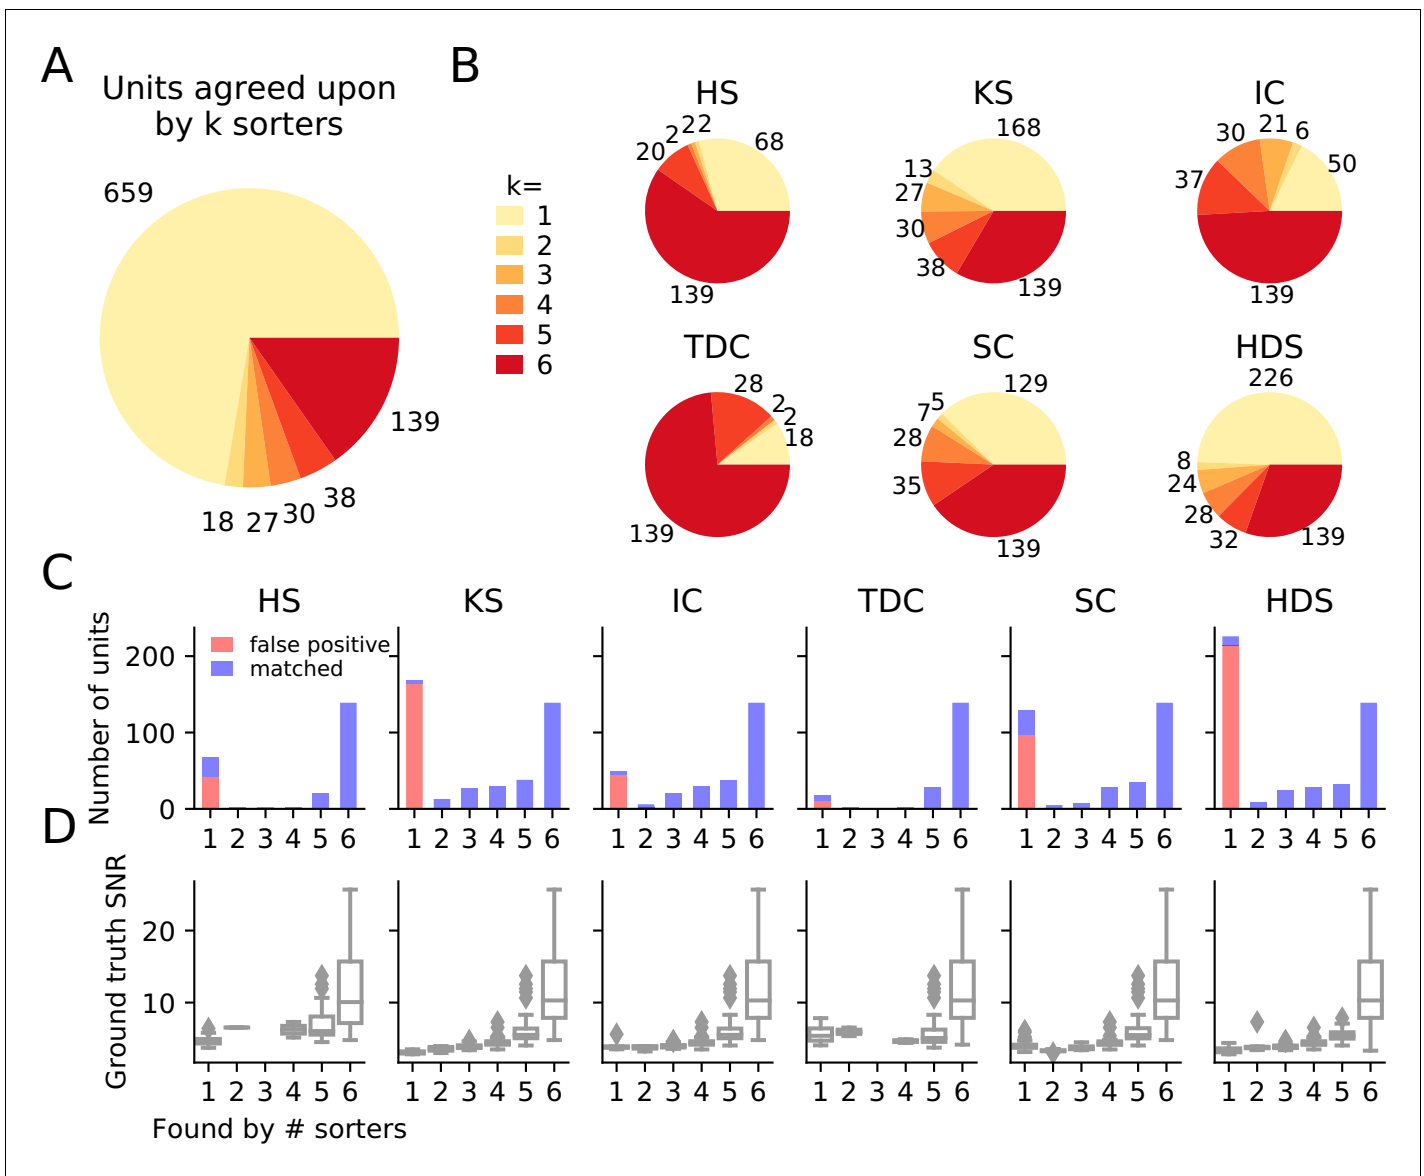 A
Units agreed upon
by k sorters
659
139
38
30
27
18
k=
1
2
3
4
5
6
B
HS
68
2
2
2
20
139
KS
168
13
27
30
38
139
IC
50
6
21
30
37
139
TDC
18
2
2
28
139
SC
129
5
7
28
35
139
HDS
226
8
24
28
32
139
C
HS KS IC TDC SC HDS
Number of units
200
100
0
false positive
matched
1 2 3 4 5 6 1 2 3 4 5 6 1 2 3 4 5 6 1 2 3 4 5 6 1 2 3 4 5 6 1 2 3 4 5 6
D
Ground truth SNR
20
10
1 2 3 4 5 6 1 2 3 4 5 6 1 2 3 4 5 6 1 2 3 4 5 6 1 2 3 4 5 6 1 2 3 4 5 6
Found by # sorters